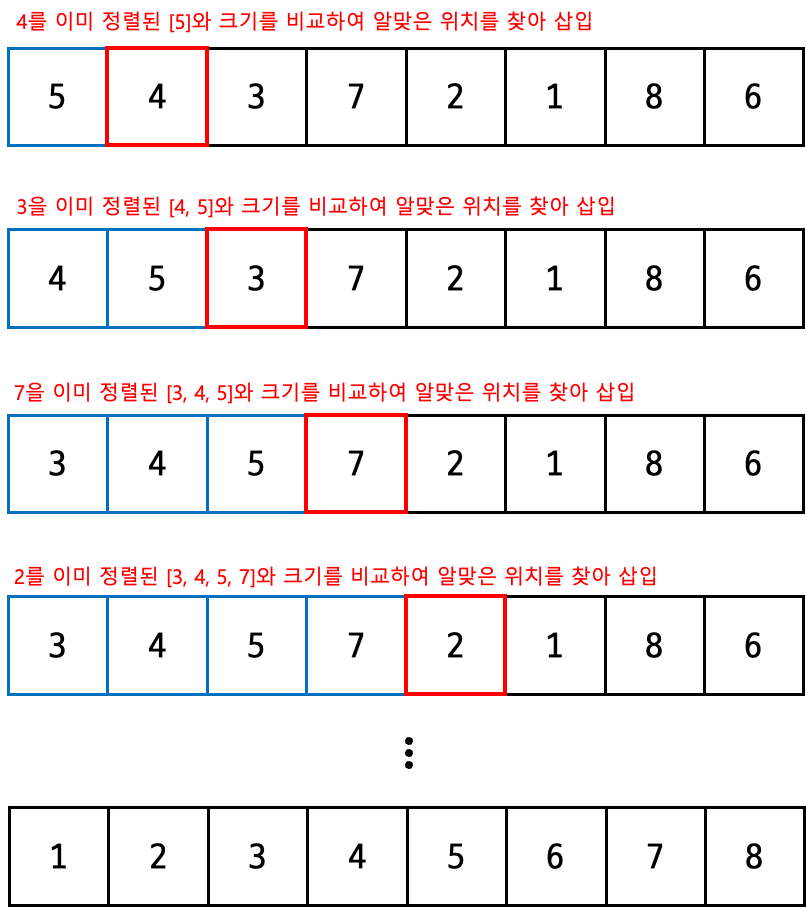 4를 이미 정렬된 [5]와 크기를 비교하여 알맞은 위치를 찾아 삽입
5 4 3 7 2 1 8 6
3을 이미 정렬된 [4, 5]와 크기를 비교하여 알맞은 위치를 찾아 삽입
4 5 3 7 2 1 8 6
7을 이미 정렬된 [3, 4, 5]와 크기를 비교하여 알맞은 위치를 찾아 삽입
3 4 5 7 2 1 8 6
2를 이미 정렬된 [3, 4, 5, 7]와 크기를 비교하여 알맞은 위치를 찾아 삽입
3 4 5 7 2 1 8 6
1 2 3 4 5 6 7 8